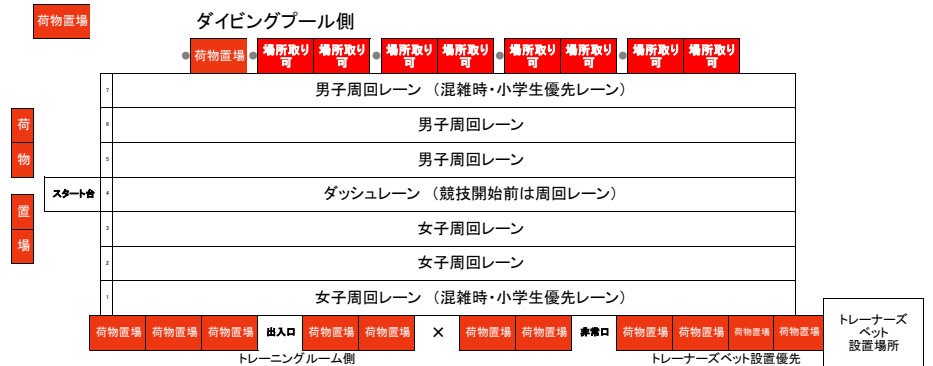 荷物置場
ダイビングプール側
荷物置場 場所取り可 場所取り可 場所取り可 場所取り可 場所取り可 場所取り可 場所取り可 場所取り可
7 男子周回レーン （混雑時・小学生優先レーン）
6 男子周回レーン
5 男子周回レーン
スタート台 4 ダッシュレーン （競技開始前は周回レーン）
3 女子周回レーン
2 女子周回レーン
1 女子周回レーン （混雑時・小学生優先レーン）
荷
物
置
場
荷物置場 荷物置場 荷物置場 出入口 荷物置場 荷物置場 × 荷物置場 荷物置場 非常口 荷物置場 荷物置場 荷物置場 荷物置場
トレーナーズ
ベット
設置場所
トレーニングルーム側
トレーナーズベット設置優先